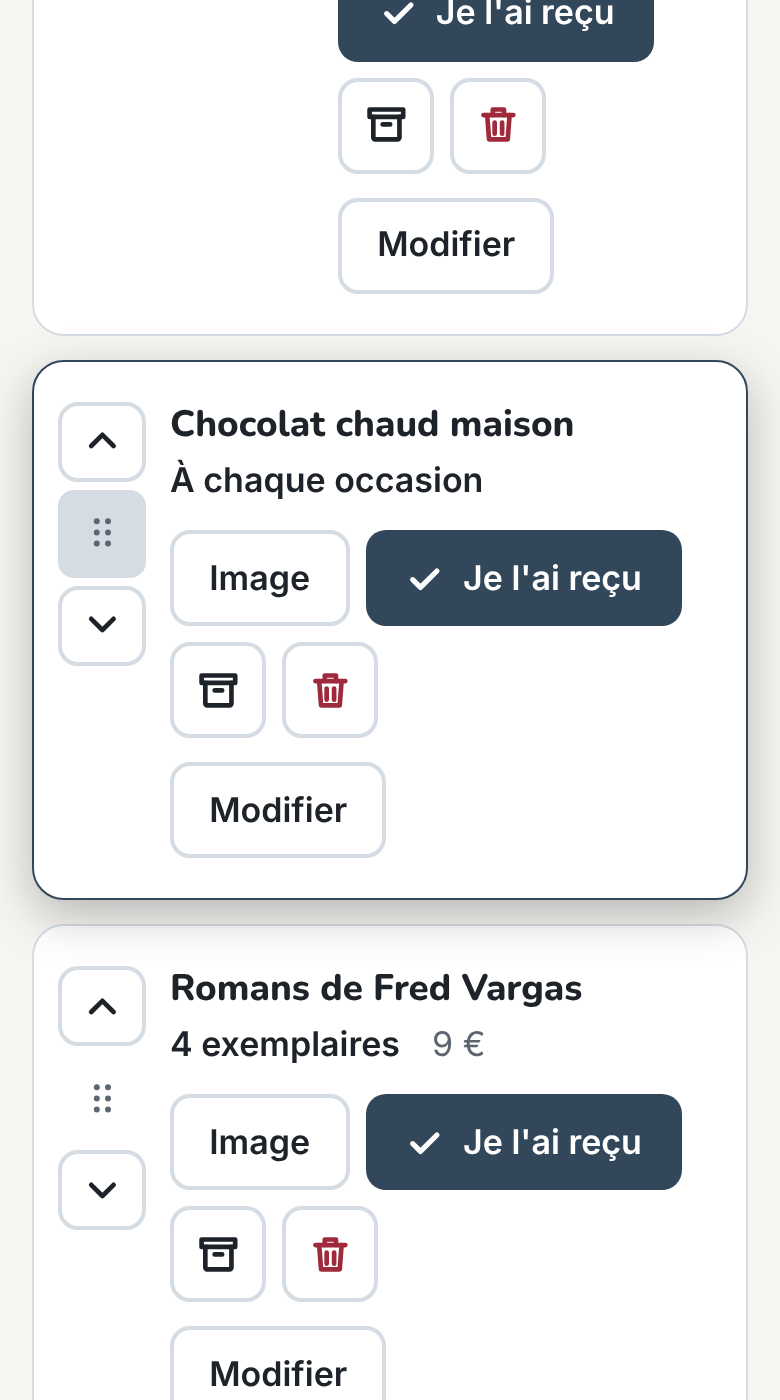 Je l'ai reçu
Modifier
Chocolat chaud maison
À chaque occasion
Image
Je l'ai reçu
Modifier
Romans de Fred Vargas
4 exemplaires 9 €
Image
Je l'ai reçu
Modifier